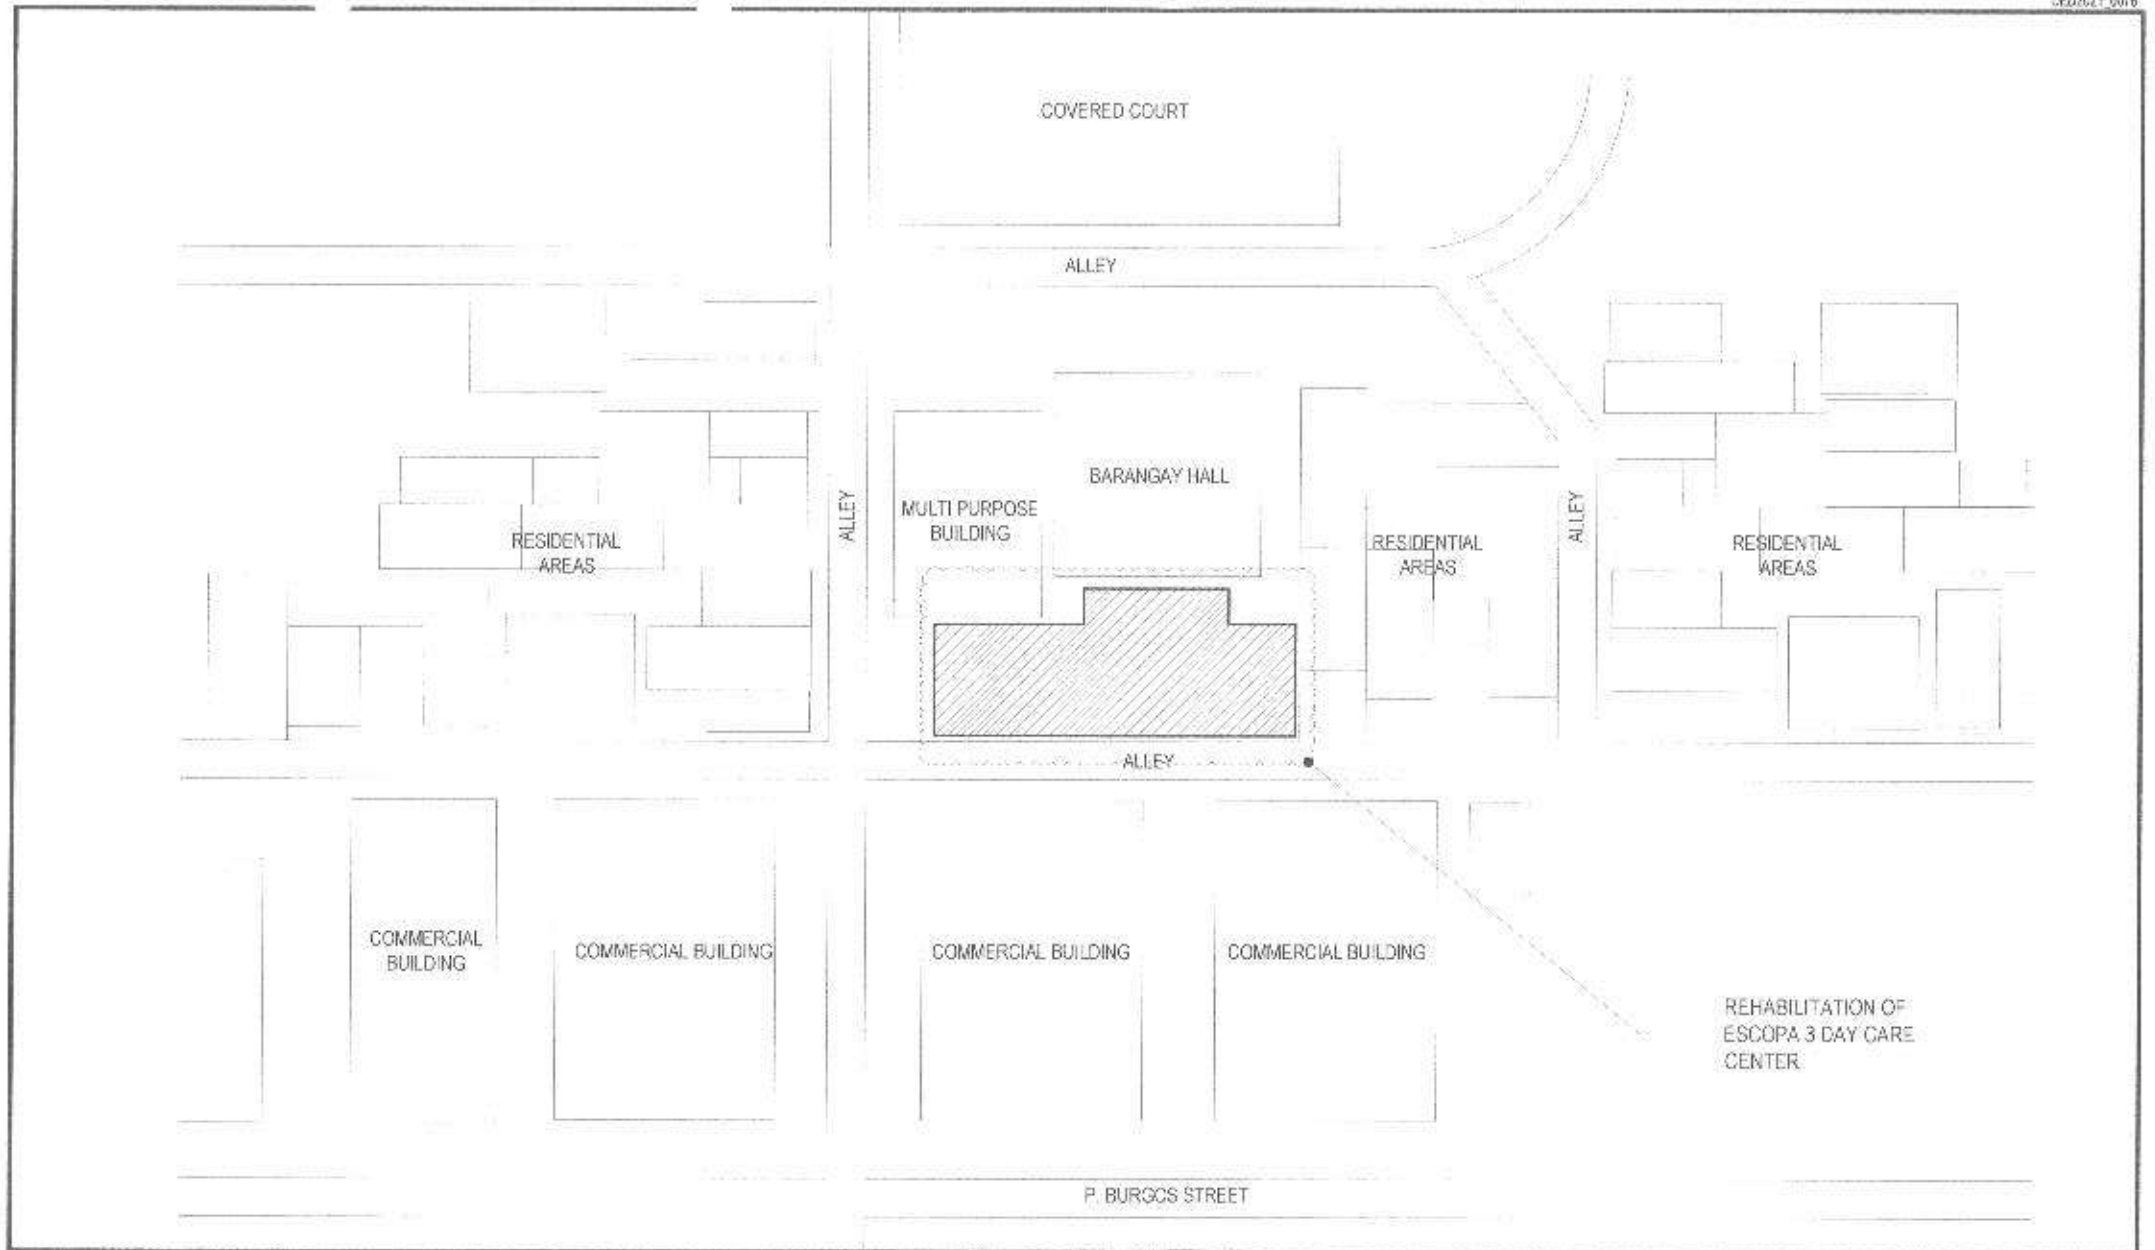 COVERED COURT
ALLEY
BARANGAY HALL
MULTI PURPOSE
BUILDING
ALLEY
ALLEY
RESIDENTIAL
AREAS
RESIDENTIAL
AREAS
RESIDENTIAL
AREAS
ALLEY
COMMERCIAL
BUILDING
COMMERCIAL BUILDING
COMMERCIAL BUILDING
COMMERCIAL BUILDING
REHABILITATION OF
ESCOPA 3 DAY CARE
CENTER
P. BURGOS STREET